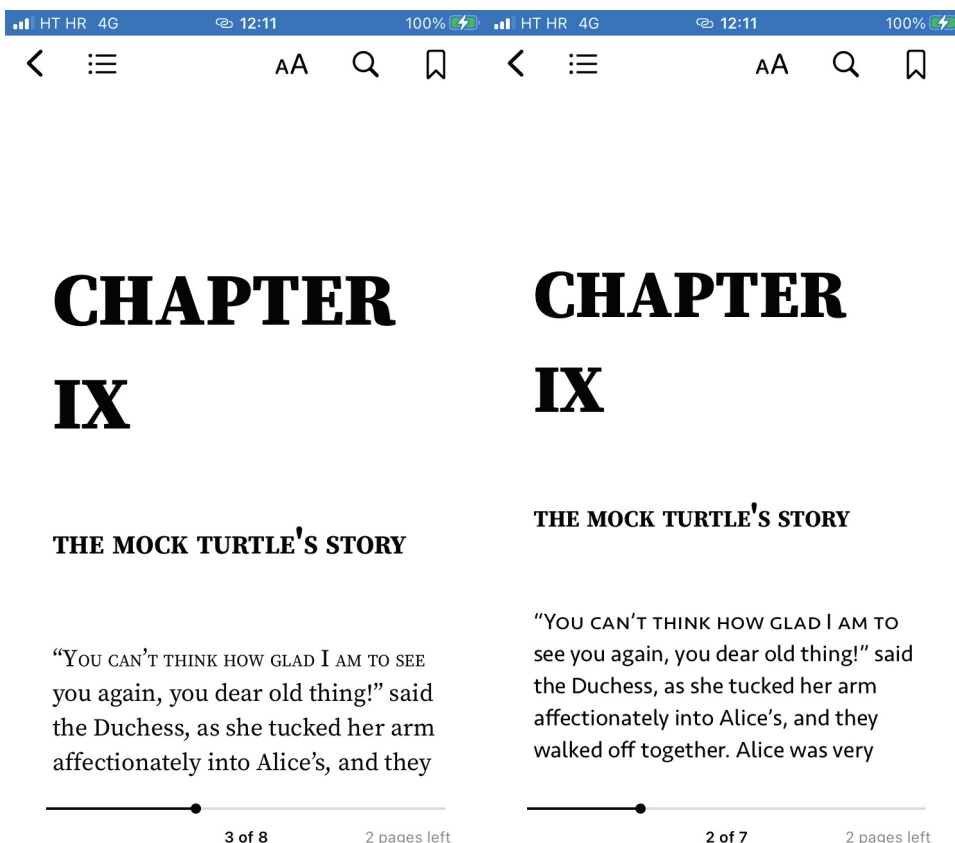 HT HR 4G 12:11 100%
AA
CHAPTER
IX
THE MOCK TURTLE'S STORY
“YOU CAN’T THINK HOW GLAD I AM TO SEE
you again, you dear old thing!” said
the Duchess, as she tucked her arm
affectionately into Alice’s, and they
3 of 8 2 pages left
HT HR 4G 12:11 100%
AA
CHAPTER
IX
THE MOCK TURTLE'S STORY
“YOU CAN’T THINK HOW GLAD I AM TO
see you again, you dear old thing!” said
the Duchess, as she tucked her arm
affectionately into Alice’s, and they
walked off together. Alice was very
2 of 7 2 pages left